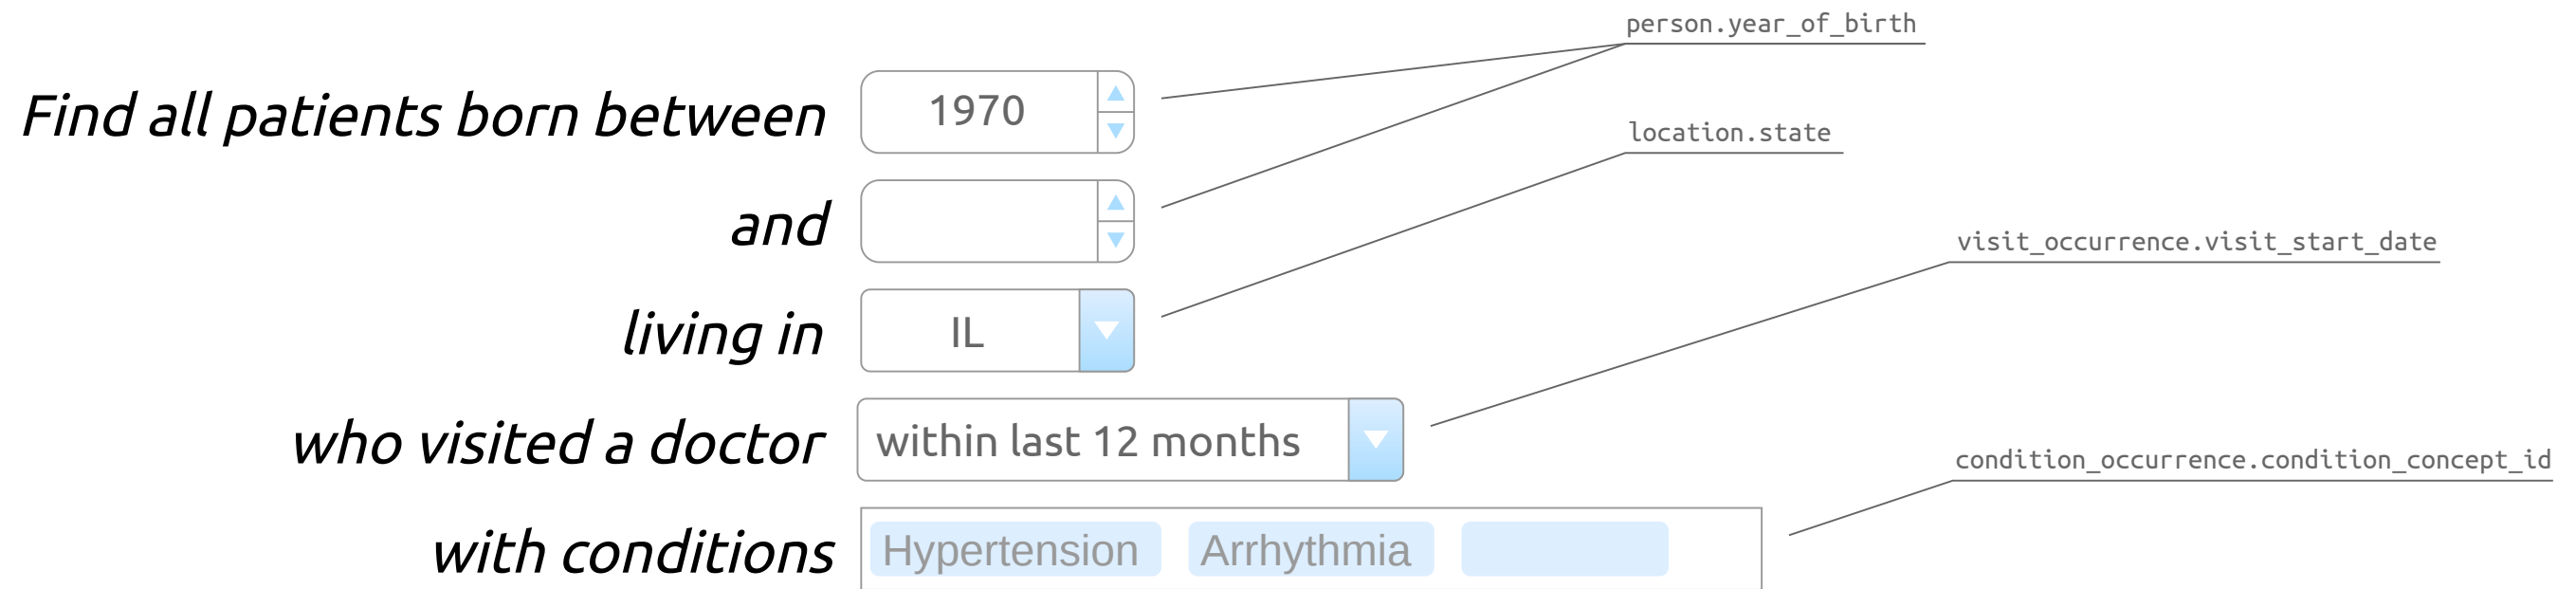 person.year_of_birth
Find all patients born between 1970
location.state
and
visit_occurrence.visit_start_date
living in IL
who visited a doctor within last 12 months
condition_occurrence.condition_concept_id
with conditions Hypertension Arrhythmia